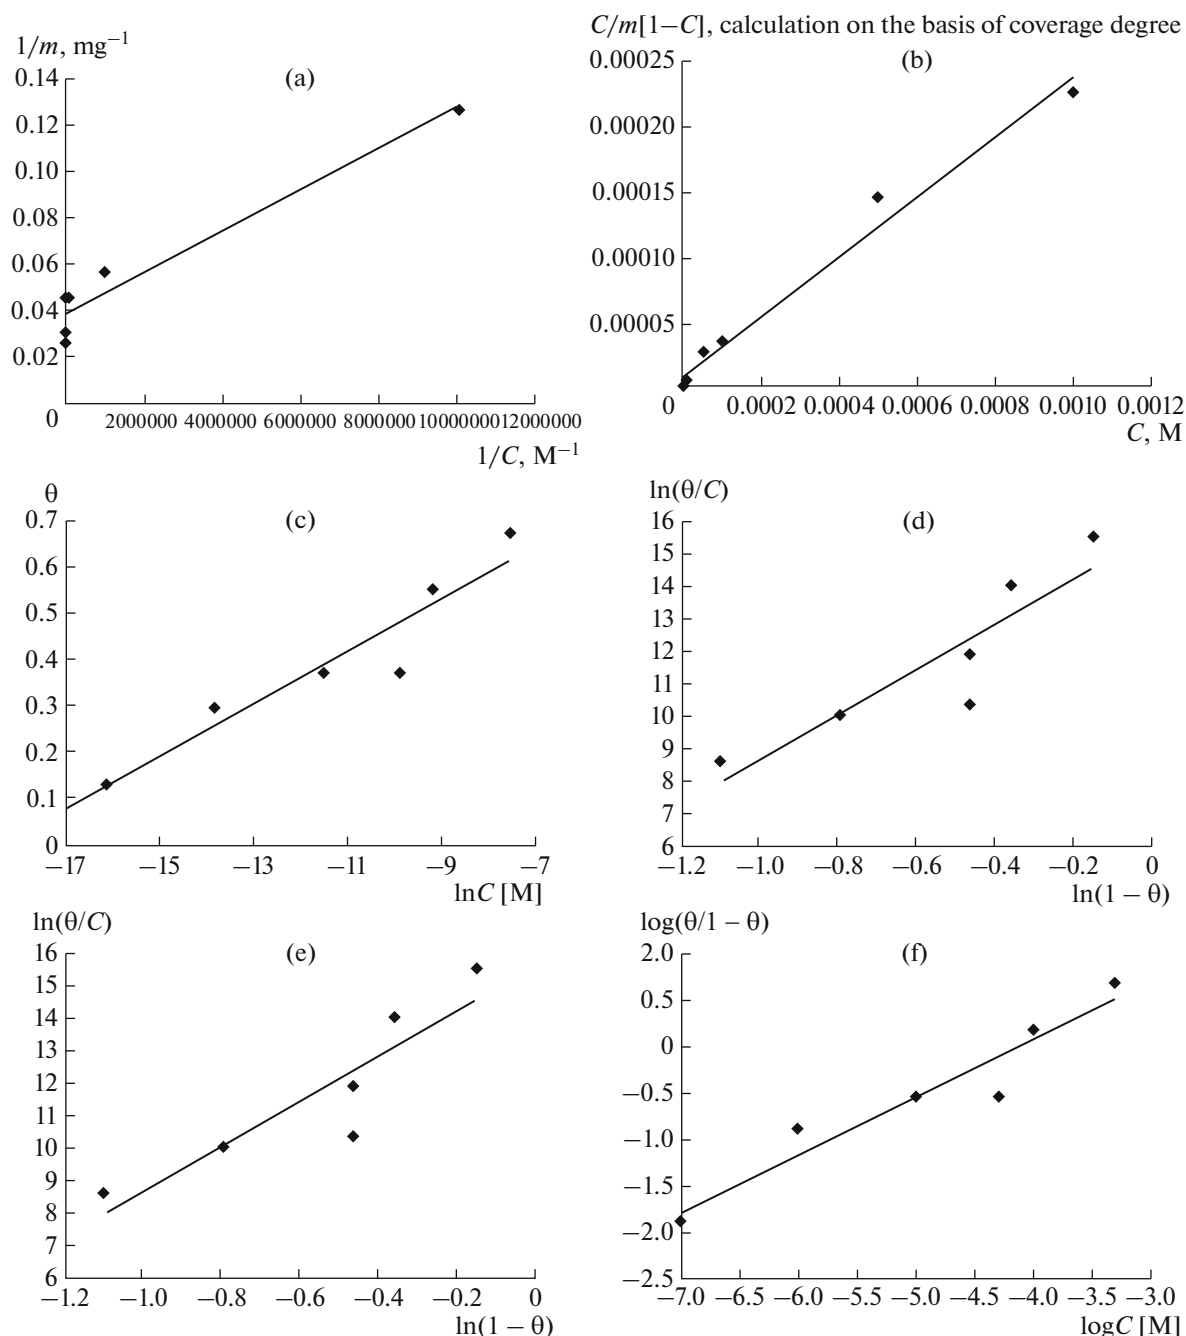 1/m, mg⁻¹
(a)
0.14
0.12
0.10
0.08
0.06
0.04
0.02
0
2000000 4000000 6000000 8000000 10000000 12000000
1/C, M⁻¹
C/m[1−C], calculation on the basis of coverage degree
(b)
0.00025
0.00020
0.00015
0.00010
0.00005
0 0.0002 0.0004 0.0006 0.0008 0.0010 0.0012
C, M
θ
(c)
0.7
0.6
0.5
0.4
0.3
0.2
0.1
0
−17 −15 −13 −11 −9 −7
lnC [M]
ln(θ/C)
(d)
16
15
14
13
12
11
10
9
8
7
6
−1.2 −1.0 −0.8 −0.6 −0.4 −0.2 0
ln(1 − θ)
ln(θ/C)
(e)
16
15
14
13
12
11
10
9
8
7
6
−1.2 −1.0 −0.8 −0.6 −0.4 −0.2 0
ln(1 − θ)
log(θ/1 − θ)
(f)
2.0
0.5
0
−0.5
−1.0
−1.5
−2.0
−2.5
−7.0 −6.5 −6.0 −5.5 −5.0 −4.5 −4.0 −3.5 −3.0
logC [M]